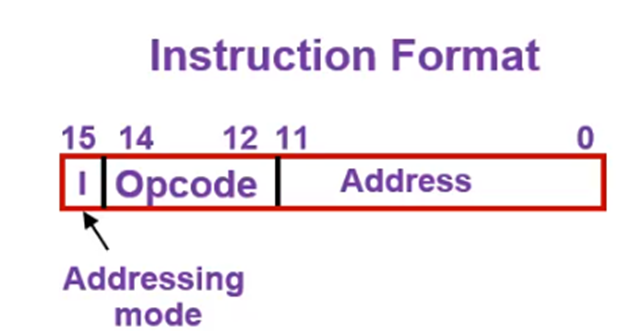 Instruction Format
15 14 12 11 0
I Opcode Address
Addressing
mode